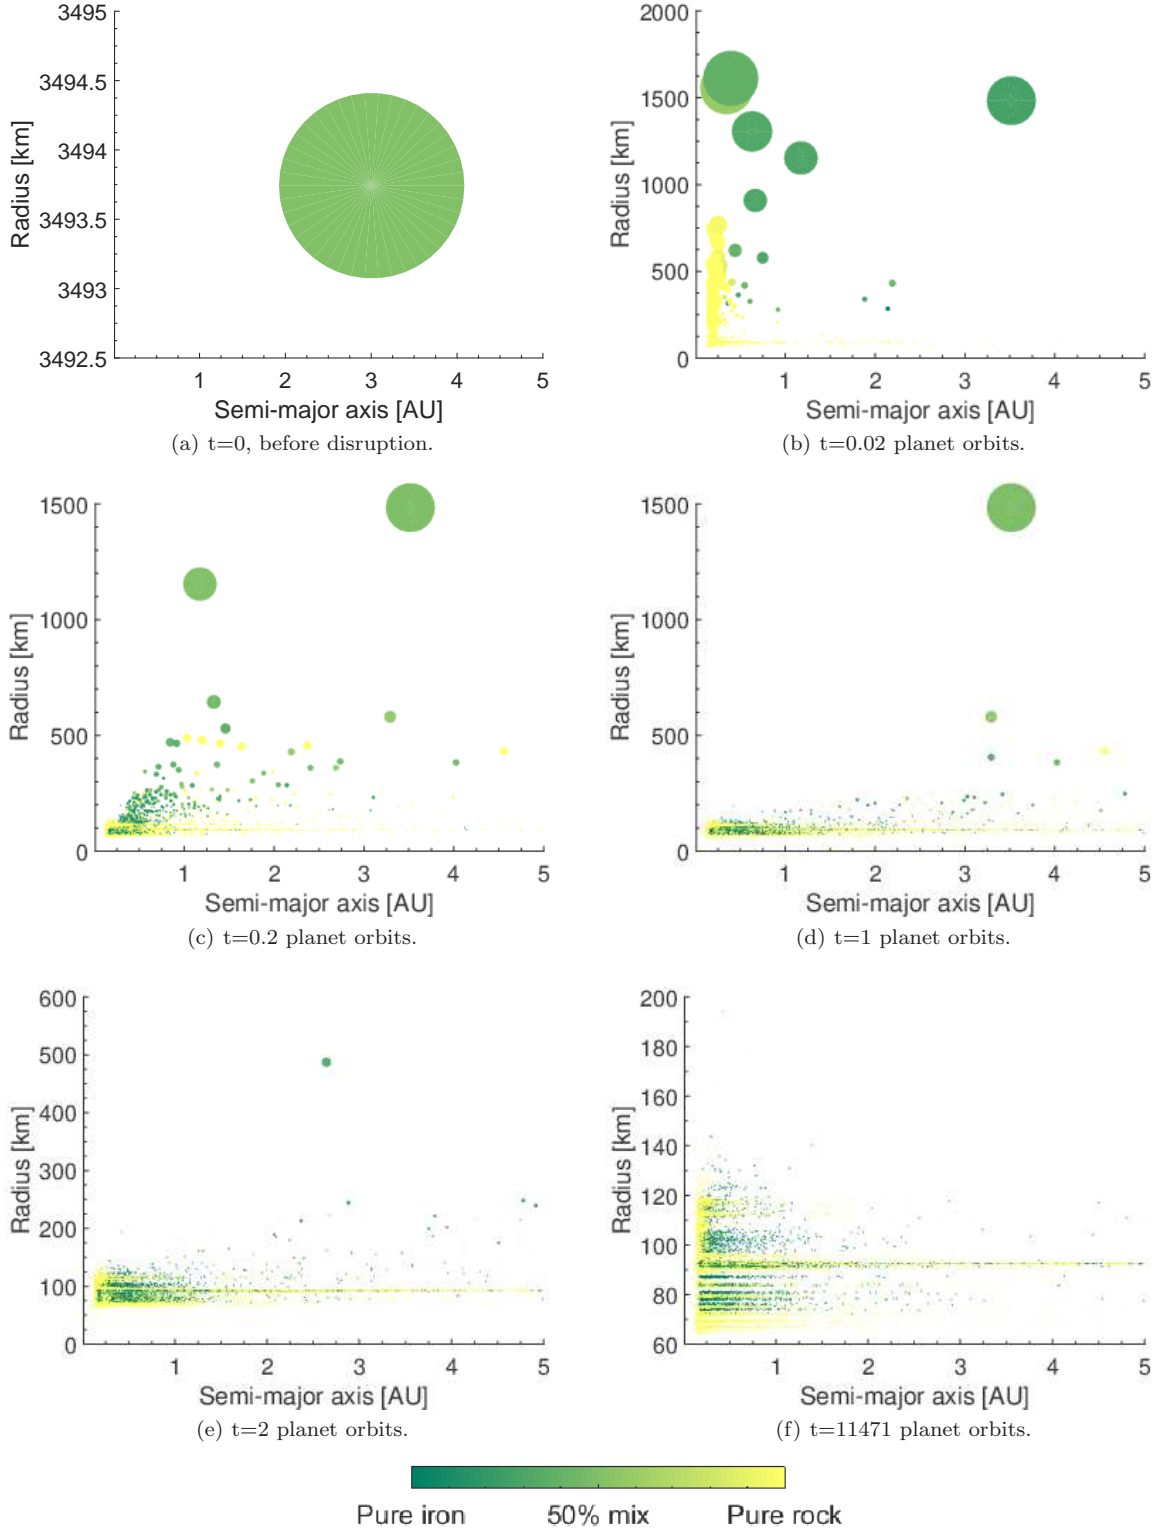 3495
3494.5
3494
3493.5
3493
3492.5
Radius [km]
1 2 3 4 5
Semi-major axis [AU]
(a) t=0, before disruption.
2000
1500
1000
500
0
Radius [km]
1 2 3 4 5
Semi-major axis [AU]
(b) t=0.02 planet orbits.
1500
1000
500
0
Radius [km]
1 2 3 4 5
Semi-major axis [AU]
(c) t=0.2 planet orbits.
1500
1000
500
0
Radius [km]
1 2 3 4 5
Semi-major axis [AU]
(d) t=1 planet orbits.
600
500
400
300
200
100
0
Radius [km]
1 2 3 4 5
Semi-major axis [AU]
(e) t=2 planet orbits.
200
180
160
140
120
100
80
60
Radius [km]
1 2 3 4 5
Semi-major axis [AU]
(f) t=11471 planet orbits.
Pure iron 50% mix Pure rock